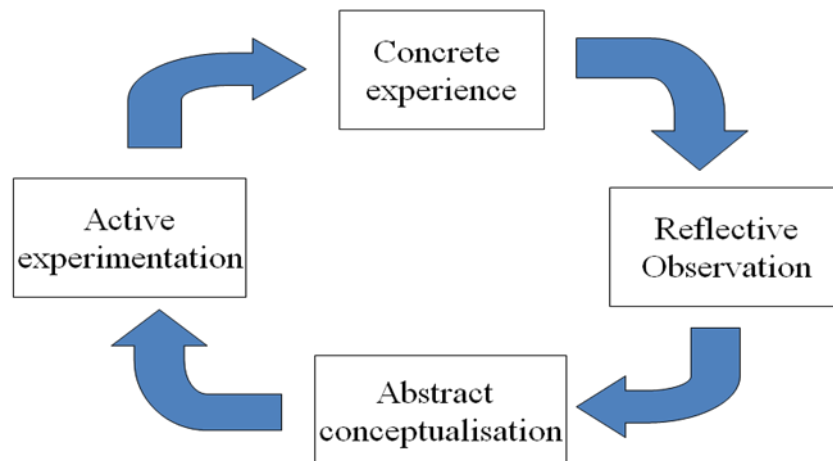 Concrete
experience
Reflective
Observation
Abstract
conceptualisation
Active
experimentation